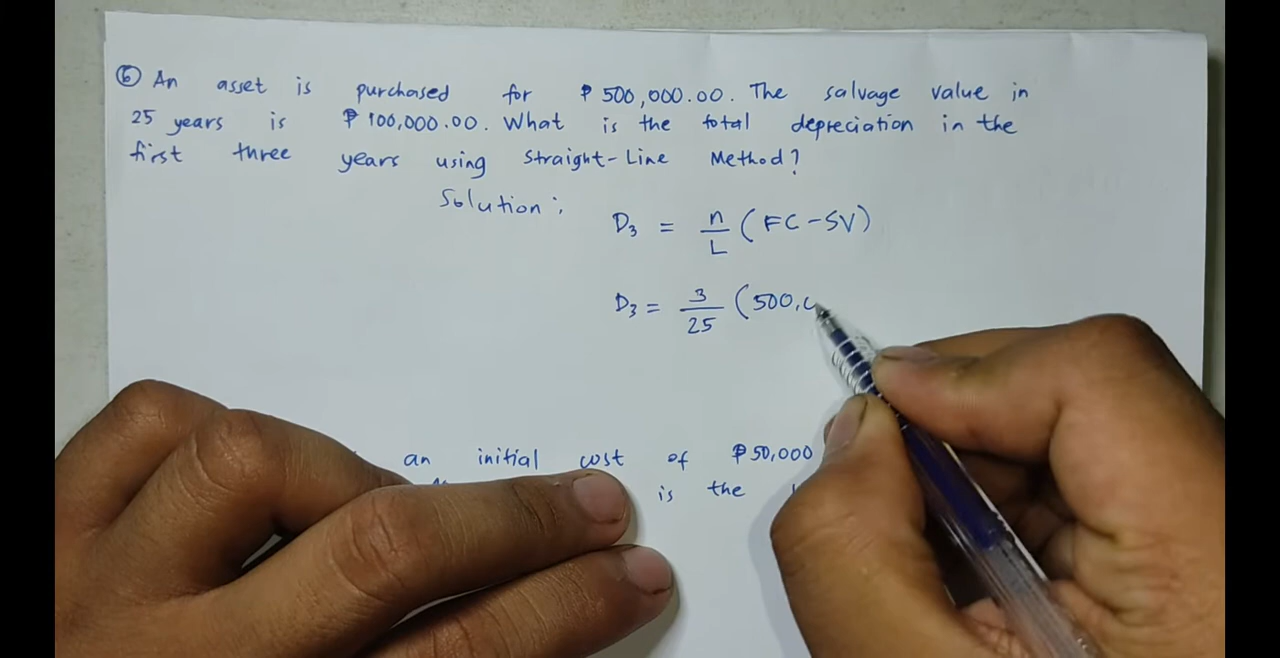 ⑥ An asset is purchased for ₱ 500,000.00. The salvage value in
25 years is ₱ 100,000.00. What is the total depreciation in the
first three years using Straight-Line Method?
Solution:
D₃ = n/L (FC-SV)
D₃ = 3/25 (500,
an initial cost of ₱50,000
is the